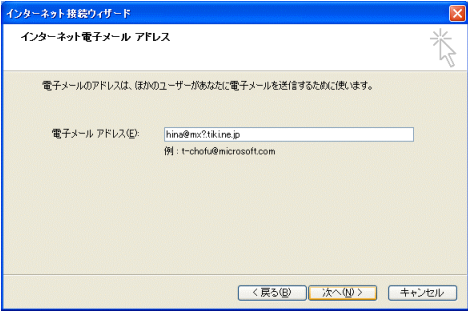 インターネット接続ウィザード
インターネット電子メール アドレス
電子メールのアドレスは、ほかのユーザーがあなたに電子メールを送信するために使います。
電子メール アドレス(E):
hina@mx?.tiki.ne.jp
例 : t-chofu@microsoft.com
< 戻る(B)
次へ(N) >
キャンセル